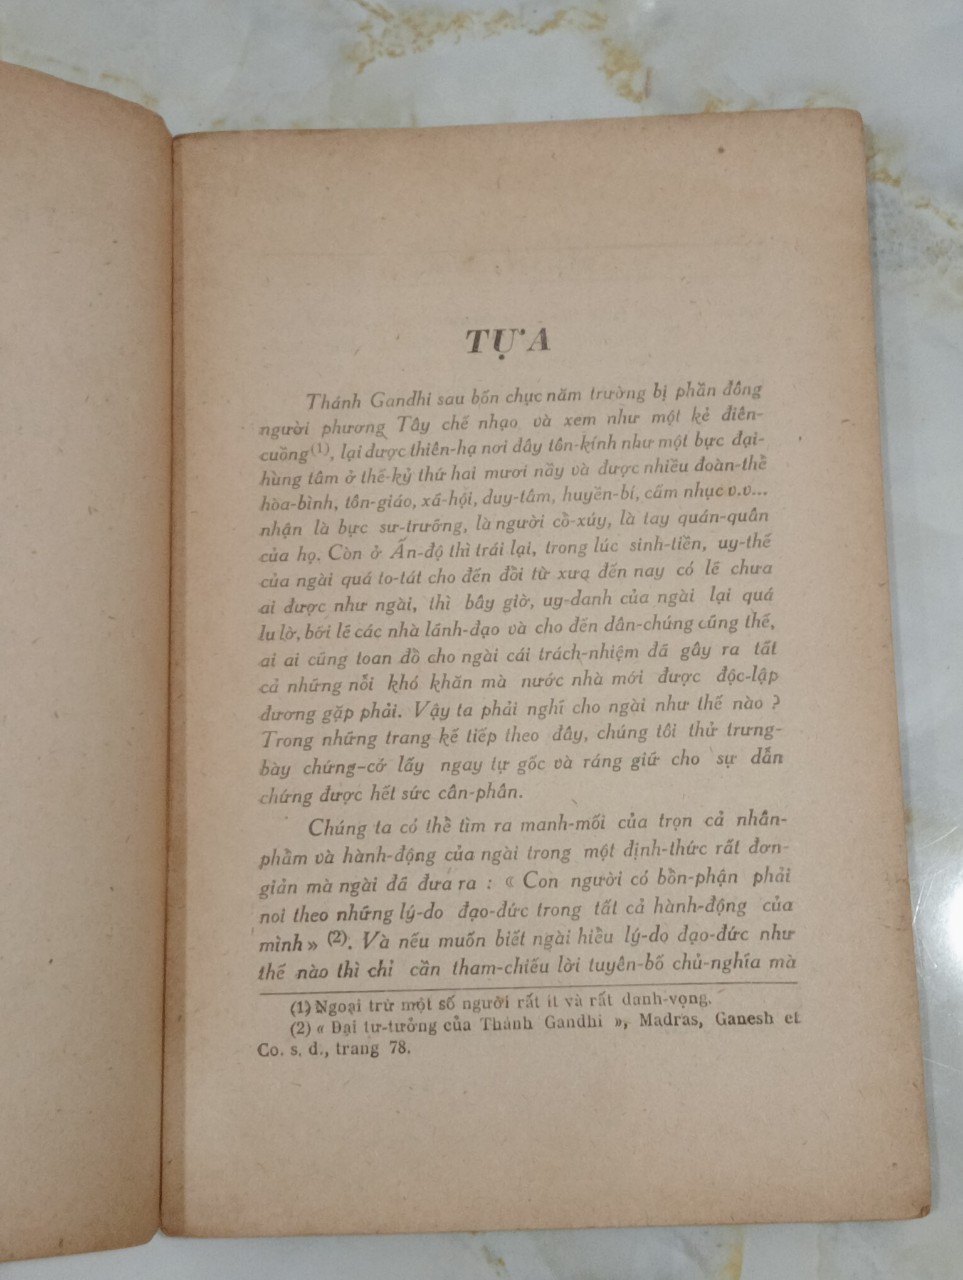 TỰA
Thánh Gandhi sau bốn chục năm trường bị phần đông
người phương Tây chế nhạo và xem như một kẻ điên-
cuồng(1), lại được thiên-hạ nơi đây tôn-kính như một bực đại-
hùng tâm ở thế-kỷ thứ hai mươi nầy và được nhiều đoàn-thể
hòa-bình, tôn-giáo, xã-hội, duy-tâm, huyền-bí, cấm nhục v.v...
nhận là bực sư-trưởng, là người cổ-xúy, là tay quán-quân
của họ. Còn ở Ấn-độ thì trái lại, trong lúc sinh-tiền, uy-thế
của ngài quá to-tát cho đến đổi từ xưa đến nay có lẽ chưa
ai được như ngài, thì bây giờ, uy-danh của ngài lại quá
lu lờ, bởi lẽ các nhà lãnh-đạo và cho đến dân-chúng cũng thế,
ai ai cũng toan đổ cho ngài cái trách-nhiệm đã gây ra tất
cả những nỗi khó khăn mà nước nhà mới được độc-lập
đương gặp phải. Vậy ta phải nghĩ cho ngài như thế nào ?
Trong những trang kế tiếp theo đây, chúng tôi thử trưng-
bày chứng-cớ lấy ngay tự gốc và ráng giữ cho sự dẫn
chứng được hết sức cân-phân.
Chúng ta có thể tìm ra manh-mối của trọn cả nhân-
phẩm và hành-động của ngài trong một định-thức rất đơn-
giản mà ngài đã đưa ra : « Con người có bổn-phận phải
noi theo những lý-do đạo-đức trong tất cả hành-động của
mình » (2). Và nếu muốn biết ngài hiểu lý-do đạo-đức như
thế nào thì chỉ cần tham-chiếu lời tuyên-bố chủ-nghĩa mà
(1) Ngoại trừ một số người rất ít và rất danh-vọng.
(2) « Đại tư-tưởng của Thánh Gandhi », Madras, Ganesh et
Co. s. d., trang 78.